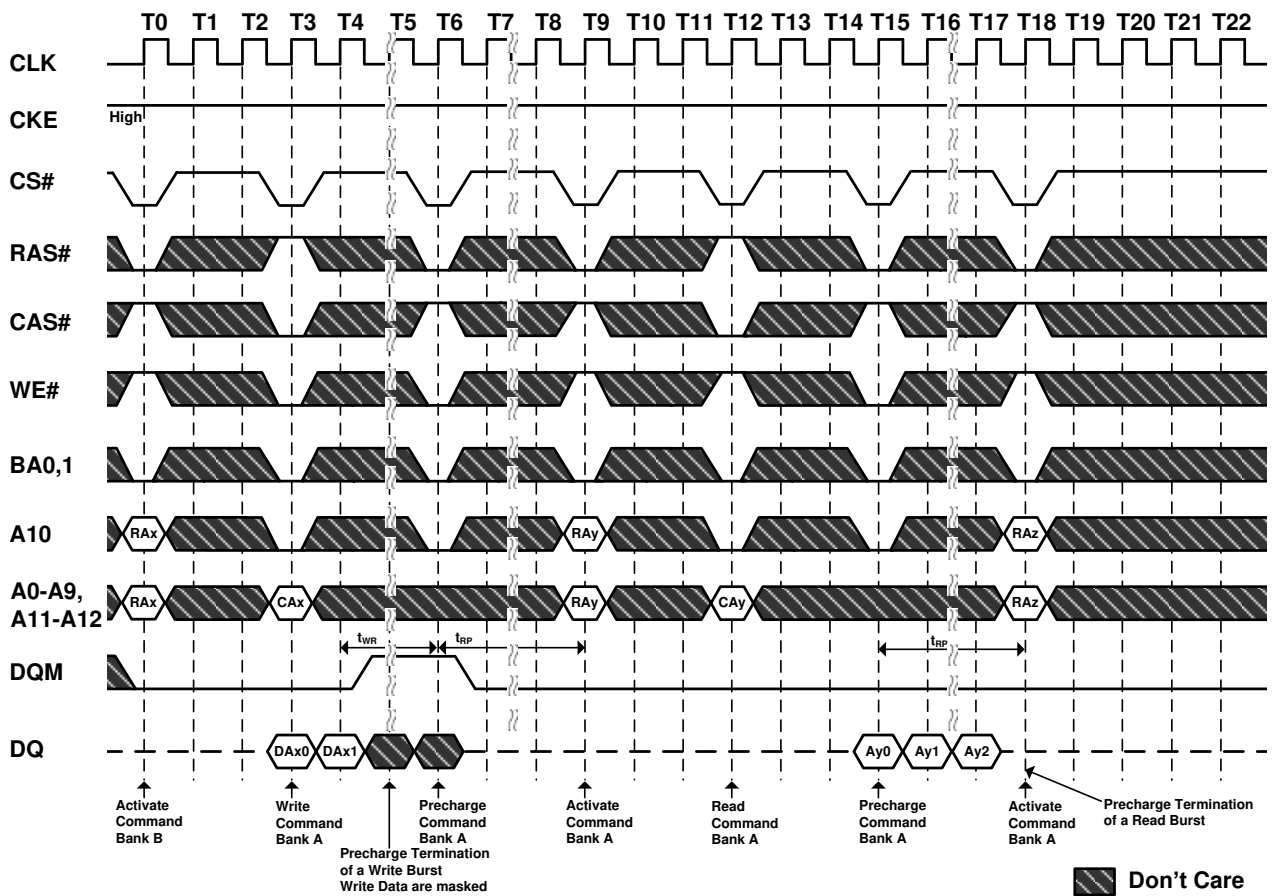 T0 T1 T2 T3 T4 T5 T6 T7 T8 T9 T10 T11 T12 T13 T14 T15 T16 T17 T18 T19 T20 T21 T22
CLK
CKE
High
CS#
RAS#
CAS#
WE#
BA0,1
A10
RAx RAy RAz
A0-A9,
A11-A12
RAx CAx RAy CAy RAz
tWR tRP tRP
DQM
DQ
DAx0 DAx1 Ay0 Ay1 Ay2
Activate
Command
Bank B
Write
Command
Bank A
Precharge Termination
of a Write Burst
Write Data are masked
Precharge
Command
Bank A
Activate
Command
Bank A
Read
Command
Bank A
Precharge
Command
Bank A
Activate
Command
Bank A
Precharge Termination
of a Read Burst
Don't Care